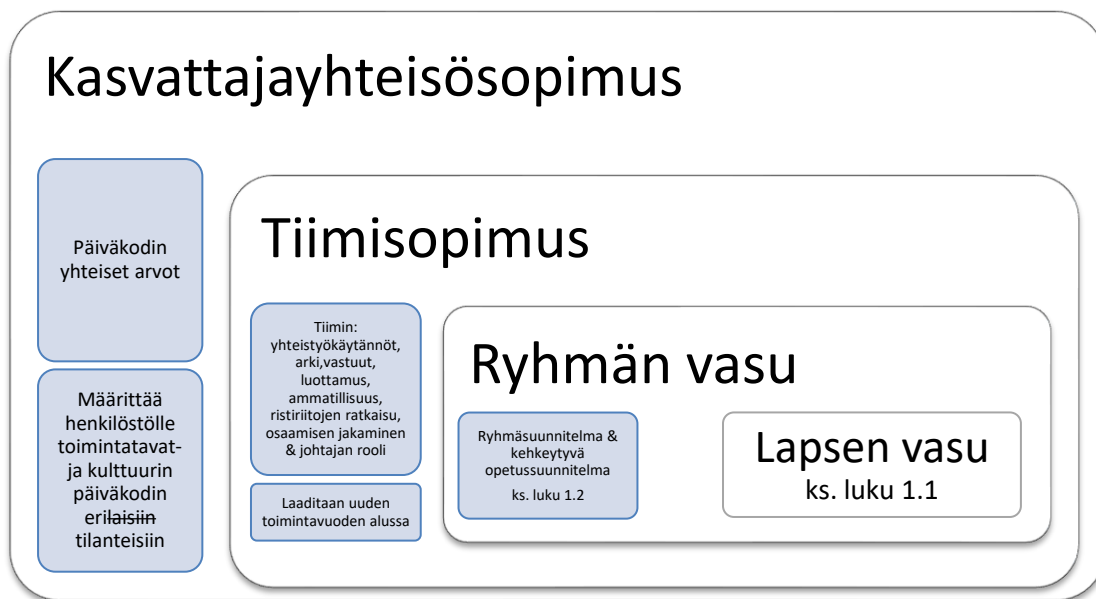 Kasvattajayhteisösopimus
Päiväkodin
yhteiset arvot
Määrittää
henkilöstölle
toimintatavat-
ja kulttuurin
päiväkodin
erilaisiin
tilanteisiin
Tiimisopimus
Tiimin:
yhteistyökäytännöt,
arki,vastuut,
luottamus,
ammatillisuus,
ristiriitojen ratkaisu,
osaamisen jakaminen
& johtajan rooli
Laaditaan uuden
toimintavuoden alussa
Ryhmän vasu
Ryhmäsuunnitelma &
kehkeytyvä
opetussuunnitelma
ks. luku 1.2
Lapsen vasu
ks. luku 1.1